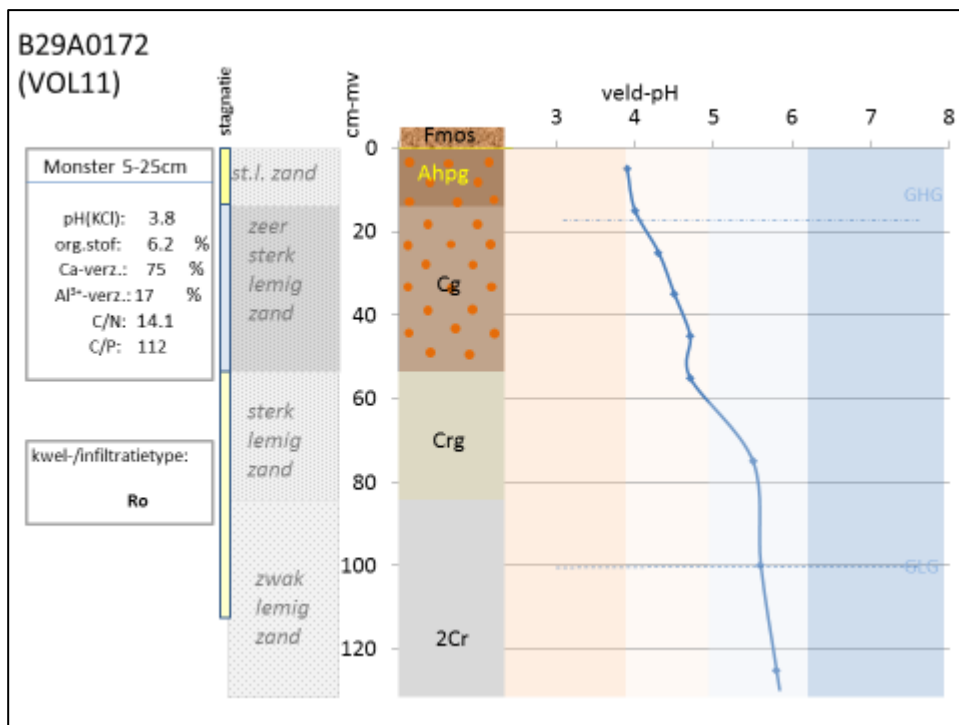 B29A0172
(VOL11)
stagnatie
cm-mv
veld-pH
3 4 5 6 7 8
Monster 5-25cm
pH(KCl): 3.8
org.stof: 6.2 %
Ca-verz.: 75 %
Al³⁺-verz.: 17 %
C/N: 14.1
C/P: 112
kwel-/infiltratietype:
Ro
st.l. zand
zeer
sterk
lemig
zand
sterk
lemig
zand
zwak
lemig
zand
0
20
40
60
80
100
120
Fmos
Ahpg
Cg
Crg
2Cr
GHG
GLG